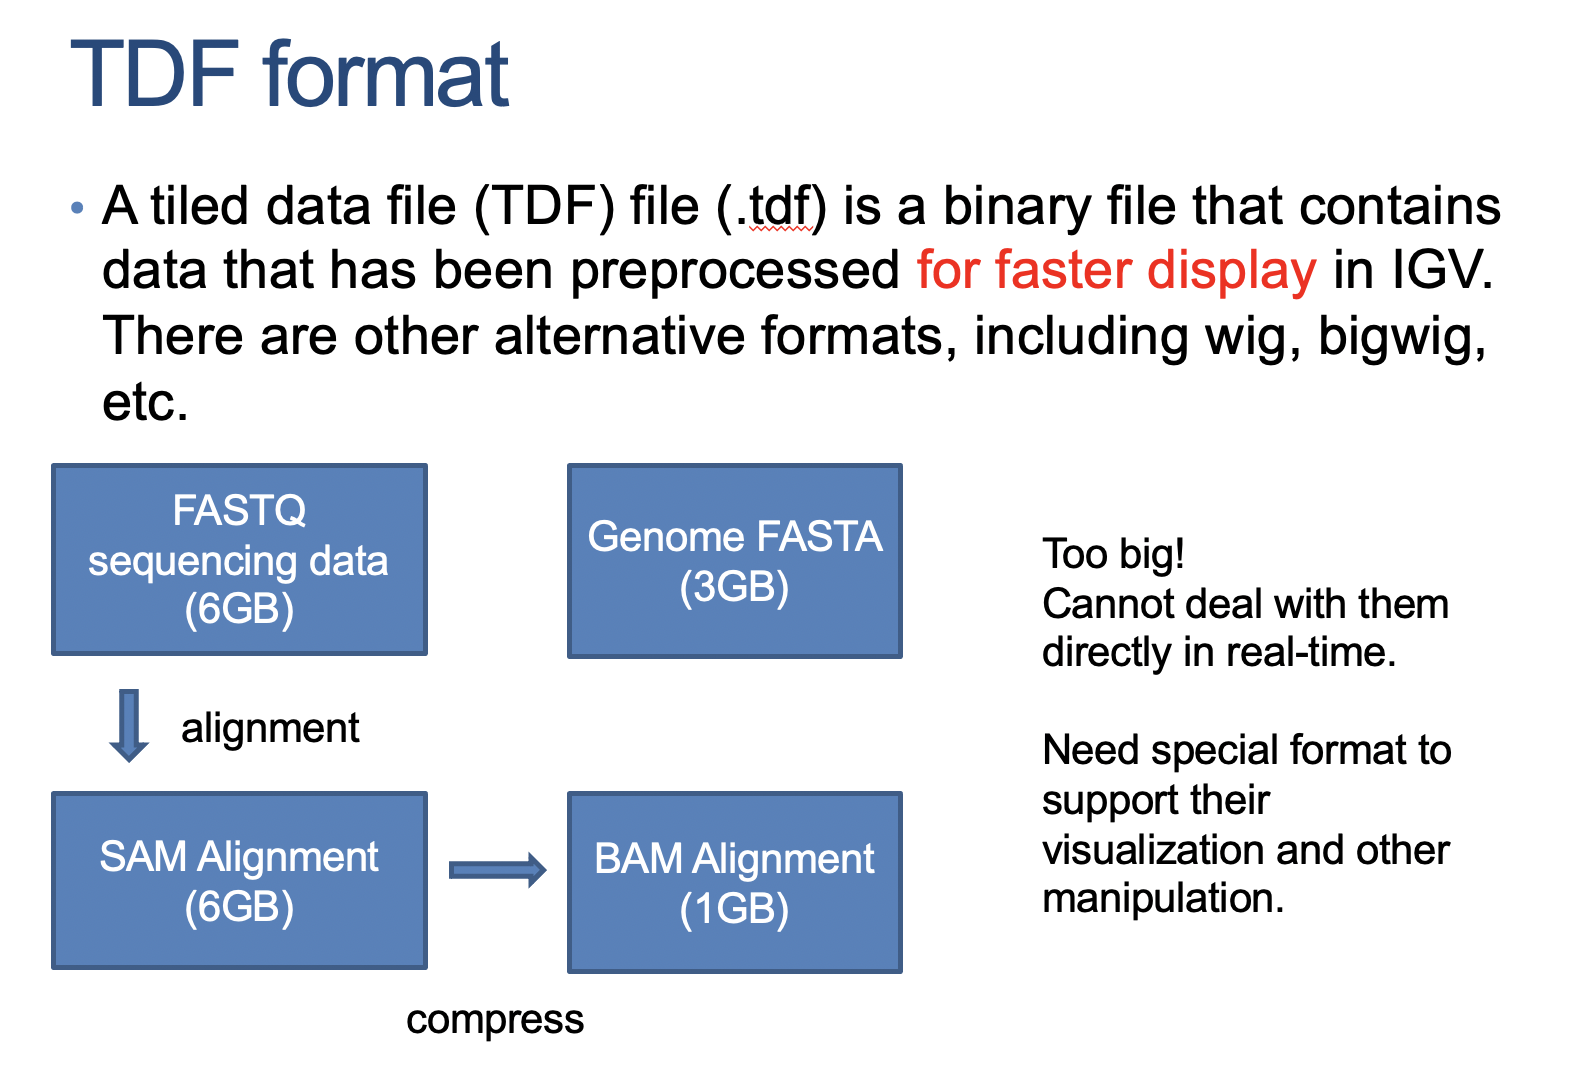 TDF format
• A tiled data file (TDF) file (.tdf) is a binary file that contains
data that has been preprocessed for faster display in IGV.
There are other alternative formats, including wig, bigwig,
etc.
FASTQ
sequencing data
(6GB)
Genome FASTA
(3GB)
Too big!
Cannot deal with them
directly in real-time.
alignment
Need special format to
support their
visualization and other
manipulation.
SAM Alignment
(6GB)
BAM Alignment
(1GB)
compress